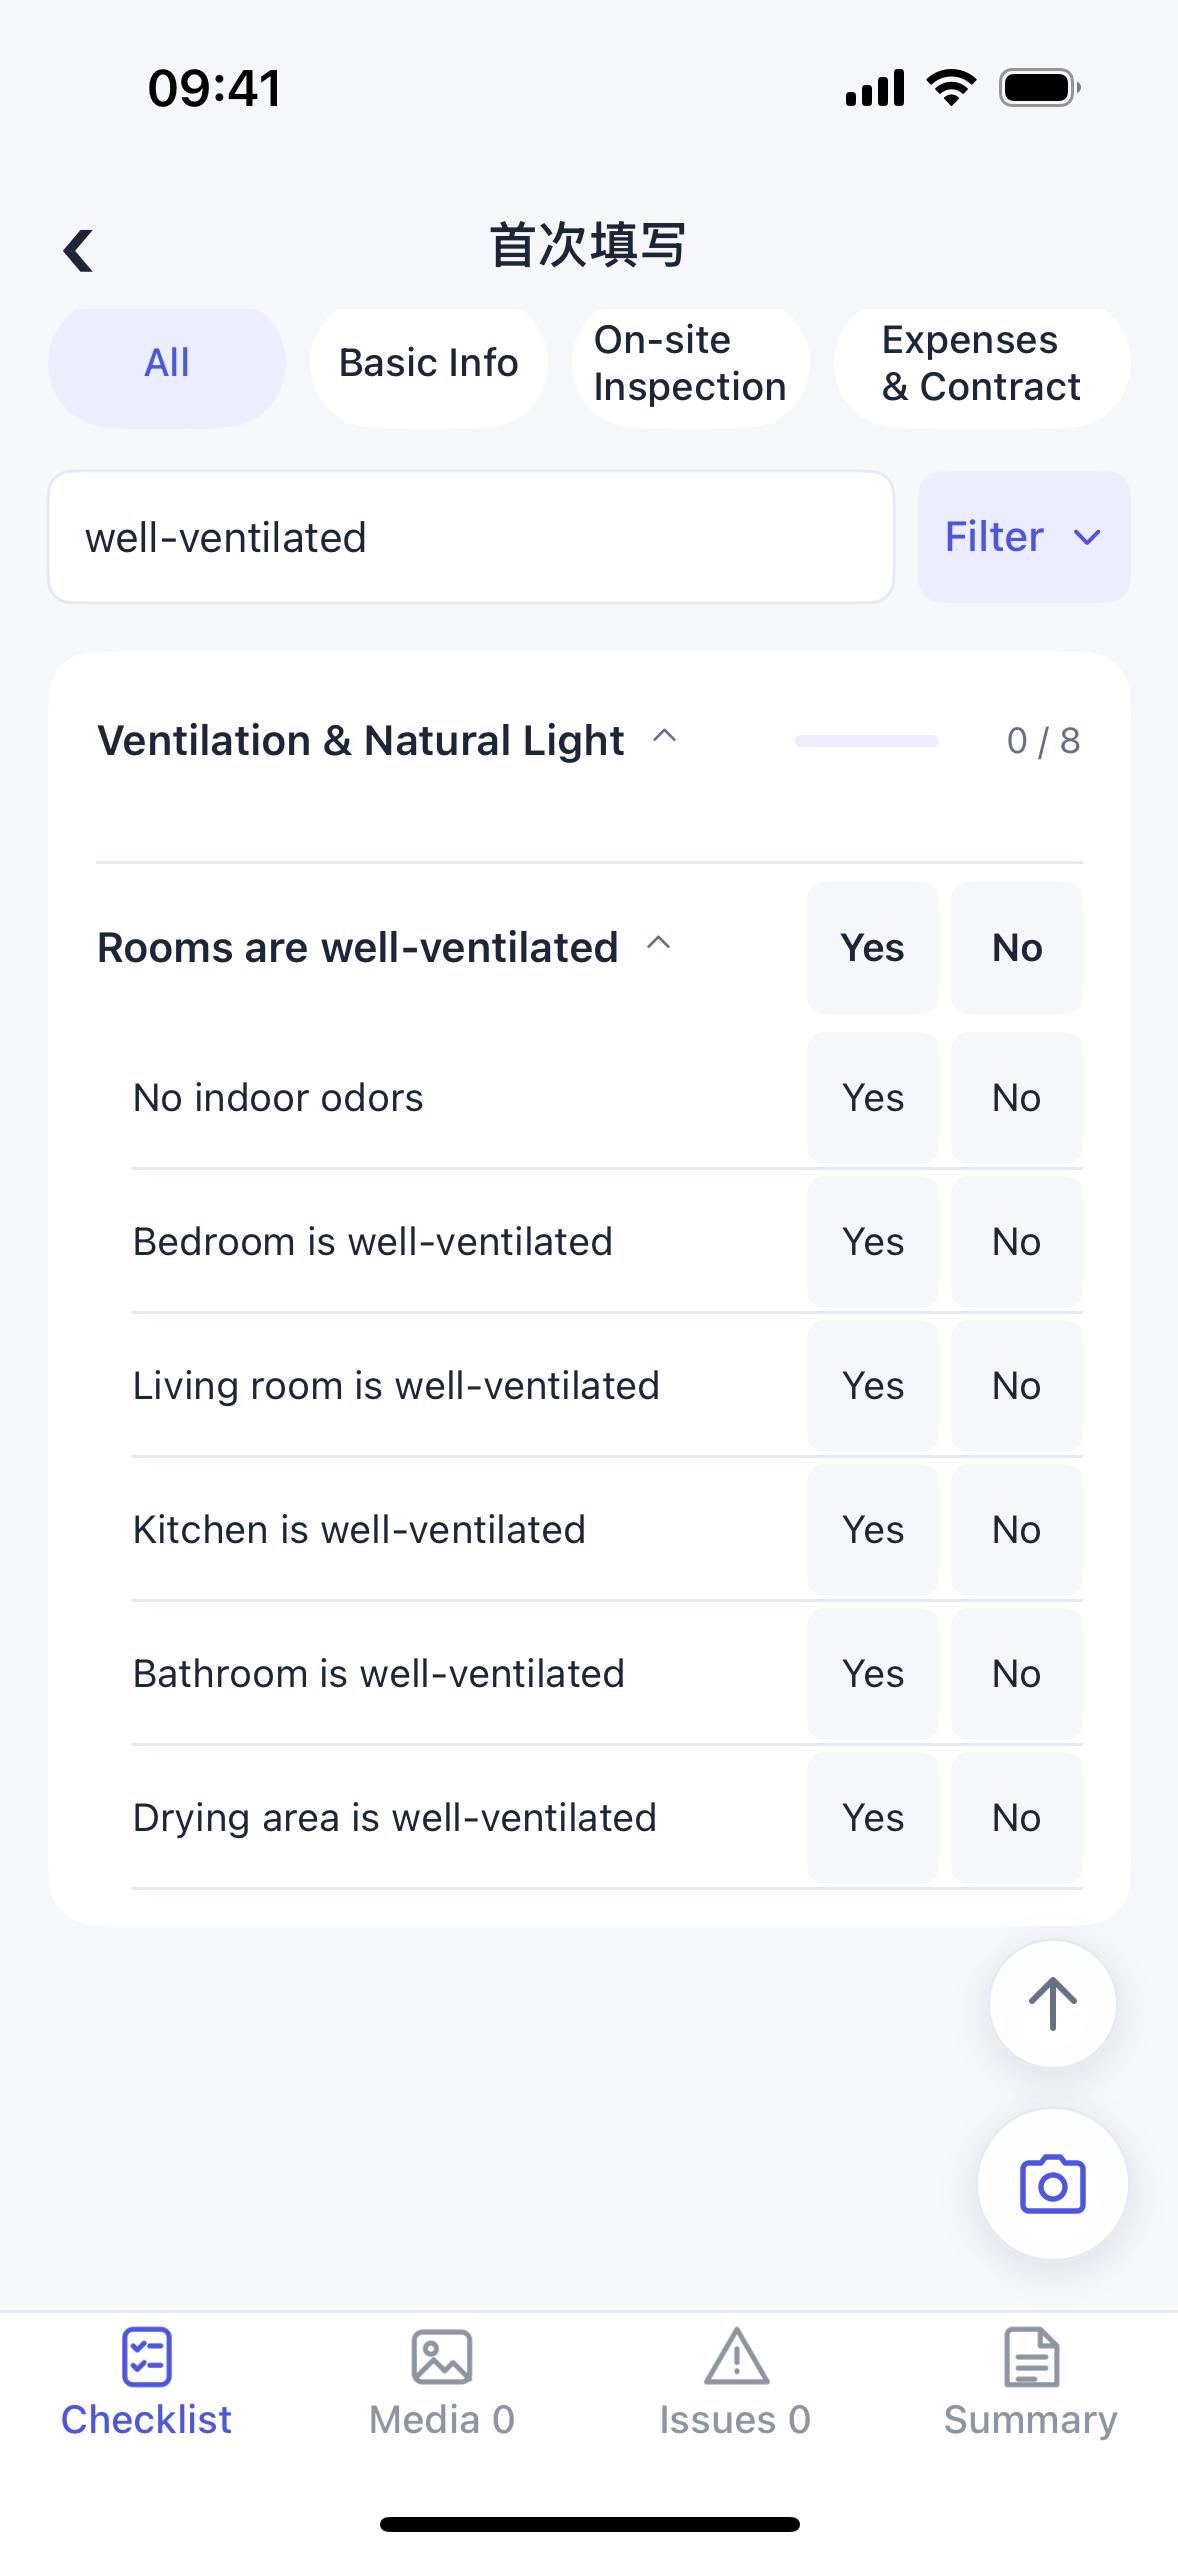 09:41
首次填写
All
Basic Info
On-site
Inspection
Expenses
& Contract
well-ventilated
Filter
Ventilation & Natural Light
0 / 8
Rooms are well-ventilated
Yes
No
No indoor odors
Yes
No
Bedroom is well-ventilated
Yes
No
Living room is well-ventilated
Yes
No
Kitchen is well-ventilated
Yes
No
Bathroom is well-ventilated
Yes
No
Drying area is well-ventilated
Yes
No
Checklist
Media 0
Issues 0
Summary